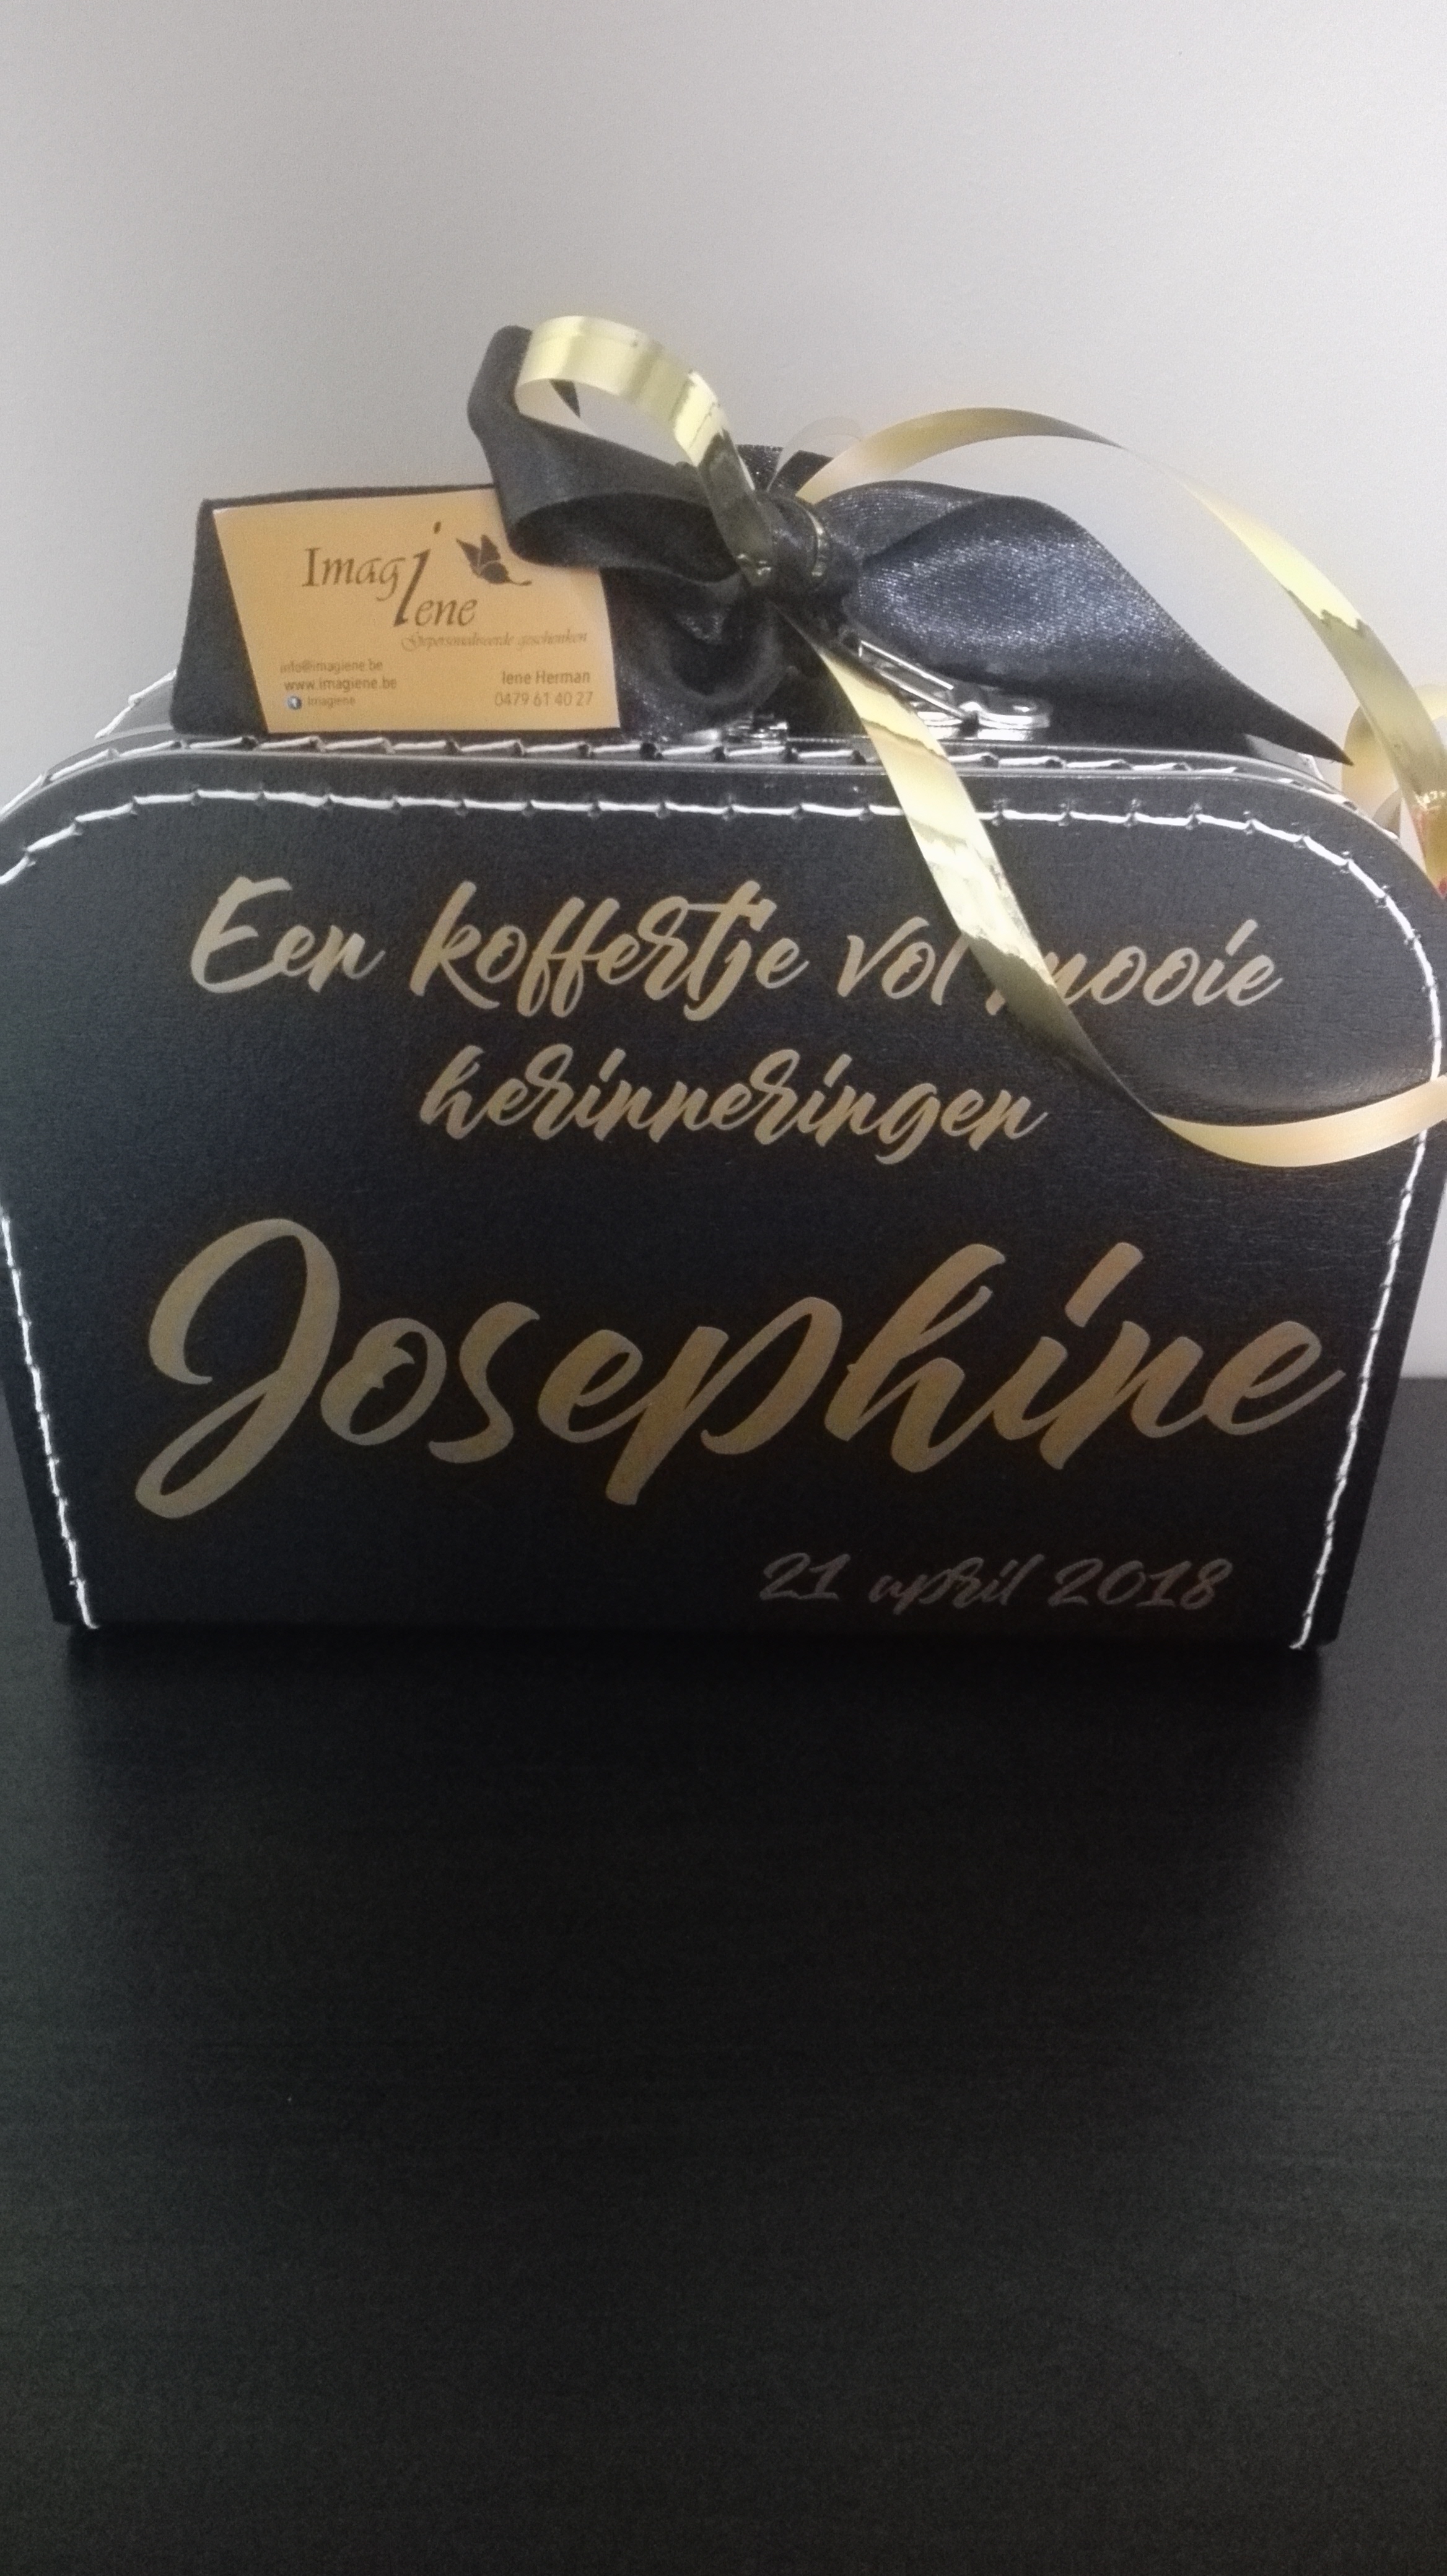 Imagiene
Gepersonaliseerde geschenken
info@imagiene.be
www.imagiene.be
Imagiene
Iene Herman
0479 61 40 27
Een koffertje vol mooie
herinneringen
Josephine
21 april 2018